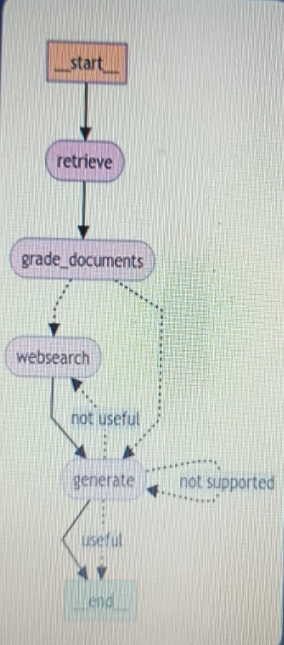 __start__
retrieve
grade_documents
websearch
not useful
generate
not supported
useful
__end__